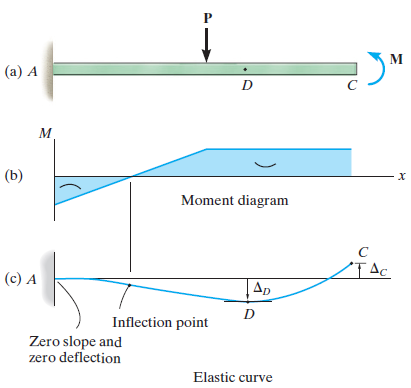 P
M
(a) A
D
C
M
(b)
x
Moment diagram
C
(c) A
Δ_D
Δ_C
D
Inflection point
Zero slope and
zero deflection
Elastic curve